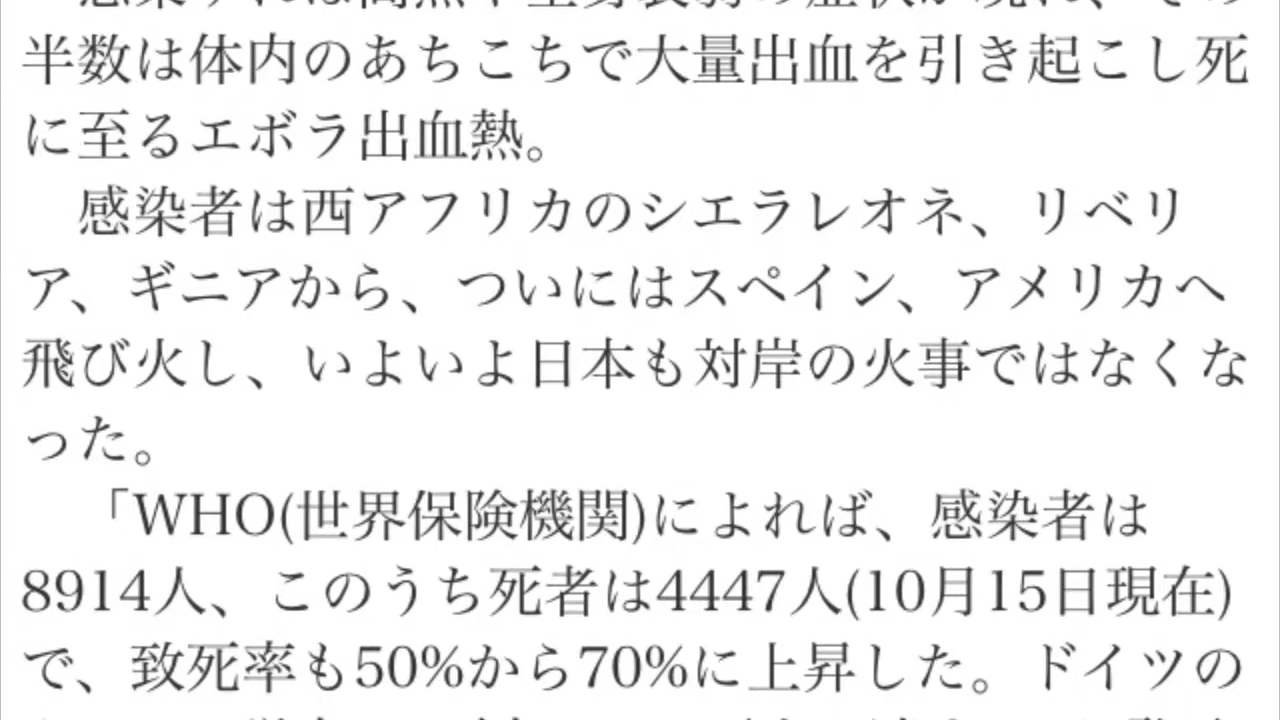 半数は体内のあちこちで大量出血を引き起こし死
に至るエボラ出血熱。
感染者は西アフリカのシエラレオネ、リベリ
ア、ギニアから、ついにはスペイン、アメリカへ
飛び火し、いよいよ日本も対岸の火事ではなくな
った。
「WHO(世界保険機関)によれば、感染者は
8914人、このうち死者は4447人(10月15日現在)
で、致死率も50%から70%に上昇した。ドイツの